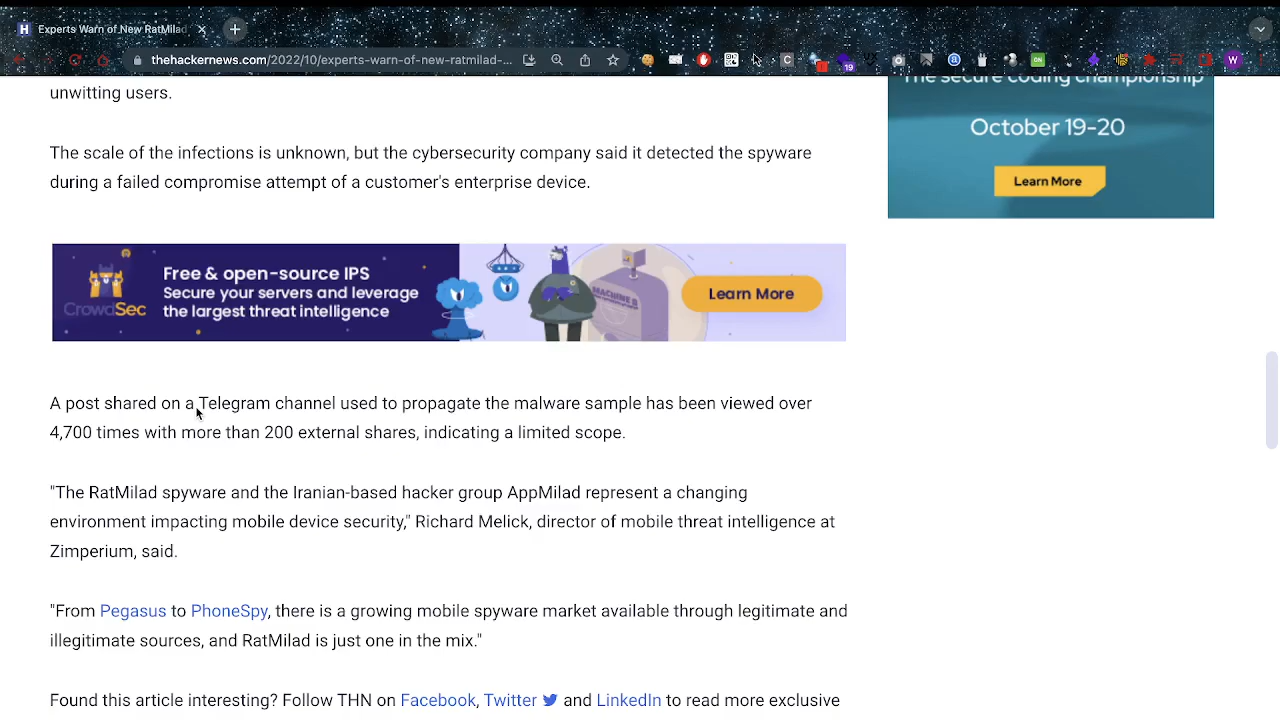 Experts Warn of New RatMilad
thehackernews.com/2022/10/experts-warn-of-new-ratmilad-...
C
19
ON
W
unwitting users.
The secure coding championship
October 19-20
Learn More
The scale of the infections is unknown, but the cybersecurity company said it detected the spyware
during a failed compromise attempt of a customer's enterprise device.
CrowdSec
Free & open-source IPS
Secure your servers and leverage
the largest threat intelligence
Learn More
A post shared on a Telegram channel used to propagate the malware sample has been viewed over
4,700 times with more than 200 external shares, indicating a limited scope.
"The RatMilad spyware and the Iranian-based hacker group AppMilad represent a changing
environment impacting mobile device security," Richard Melick, director of mobile threat intelligence at
Zimperium, said.
"From Pegasus to PhoneSpy, there is a growing mobile spyware market available through legitimate and
illegitimate sources, and RatMilad is just one in the mix."
Found this article interesting? Follow THN on Facebook, Twitter and LinkedIn to read more exclusive